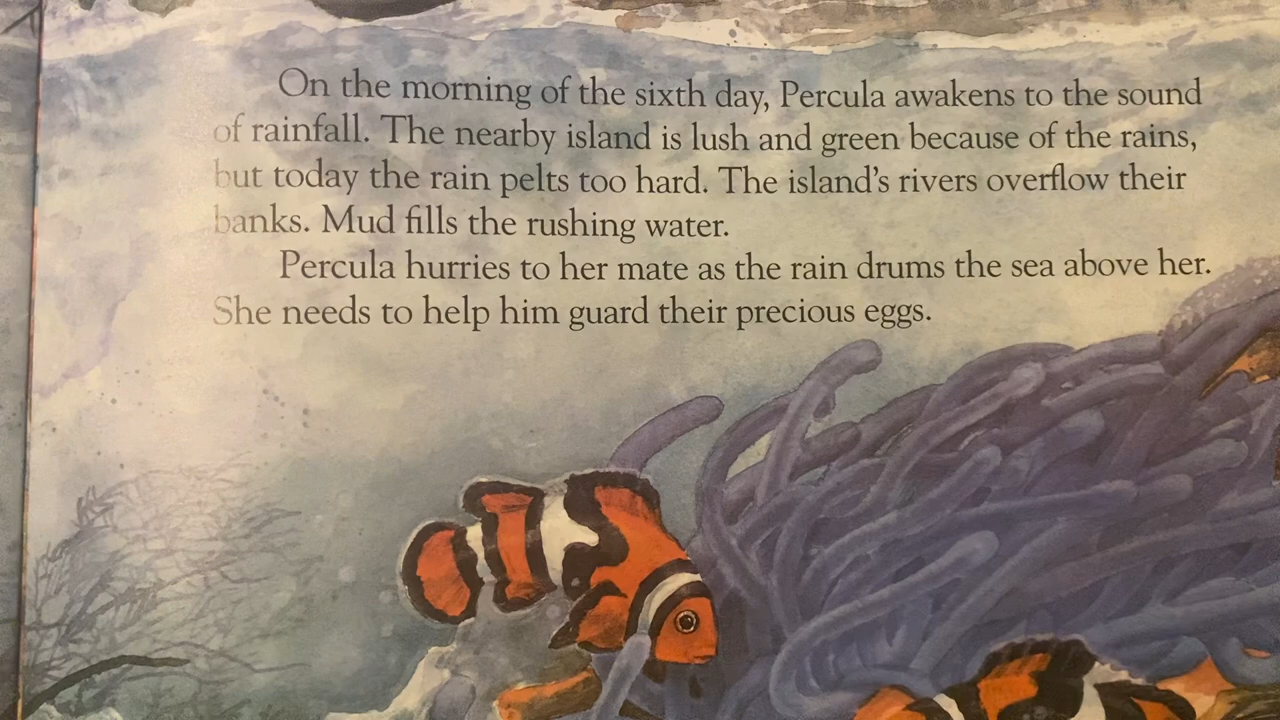 On the morning of the sixth day, Percula awakens to the sound
of rainfall. The nearby island is lush and green because of the rains,
but today the rain pelts too hard. The island's rivers overflow their
banks. Mud fills the rushing water.
Percula hurries to her mate as the rain drums the sea above her.
She needs to help him guard their precious eggs.